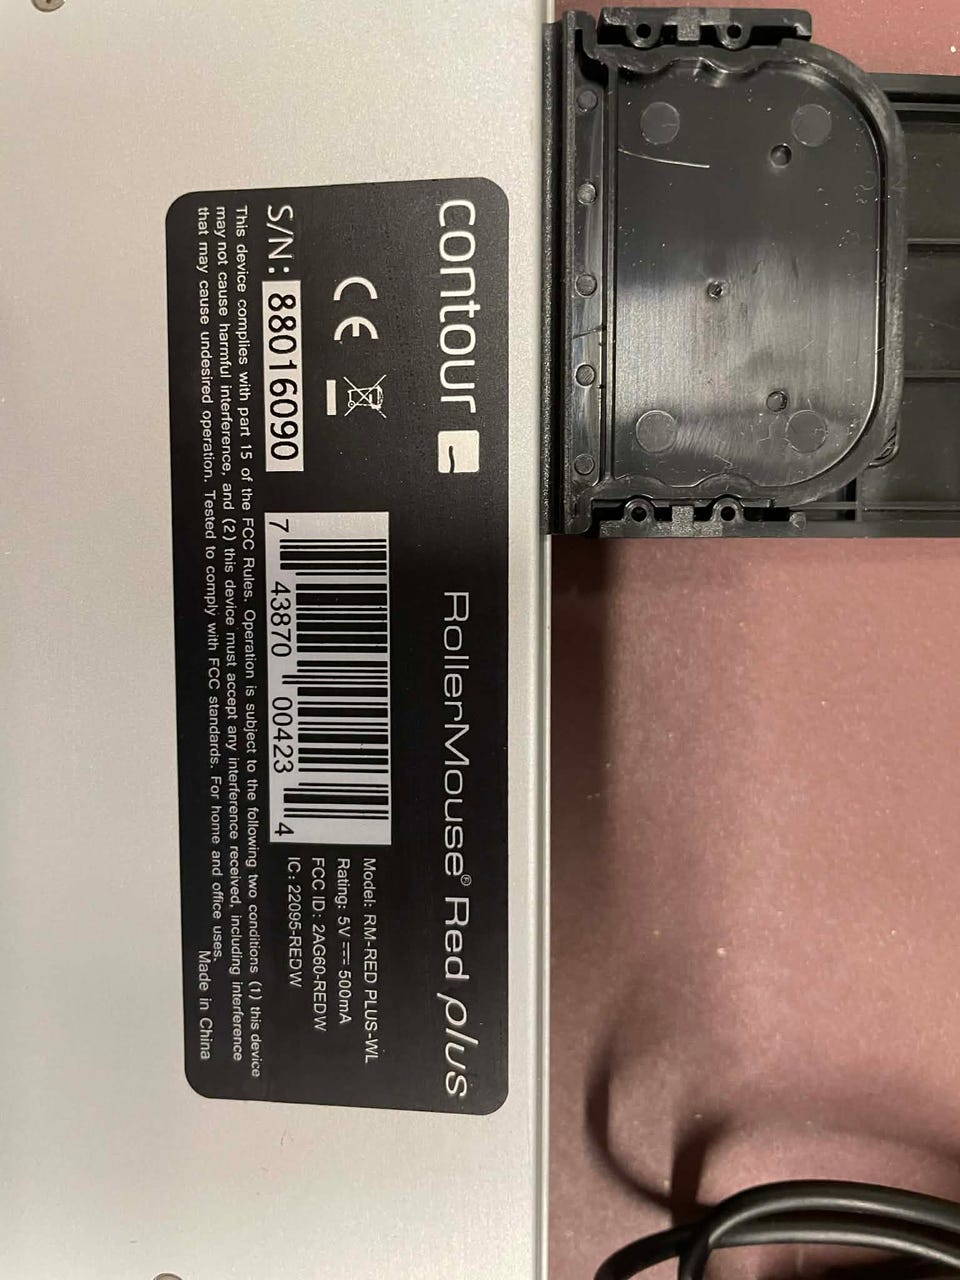 contour
RollerMouse® Red plus
CE
Model: RM-RED PLUS-WL
Rating: 5V ⎓ 500mA
FCC ID: 2AG60-REDW
IC: 22095-REDW
7 43870 00423 4
S/N: 88016090
This device complies with part 15 of the FCC Rules. Operation is subject to the following two conditions (1) this device
may not cause harmful interference, and (2) this device must accept any interference received, including interference
that may cause undesired operation. Tested to comply with FCC standards. For home and office uses.
Made in China